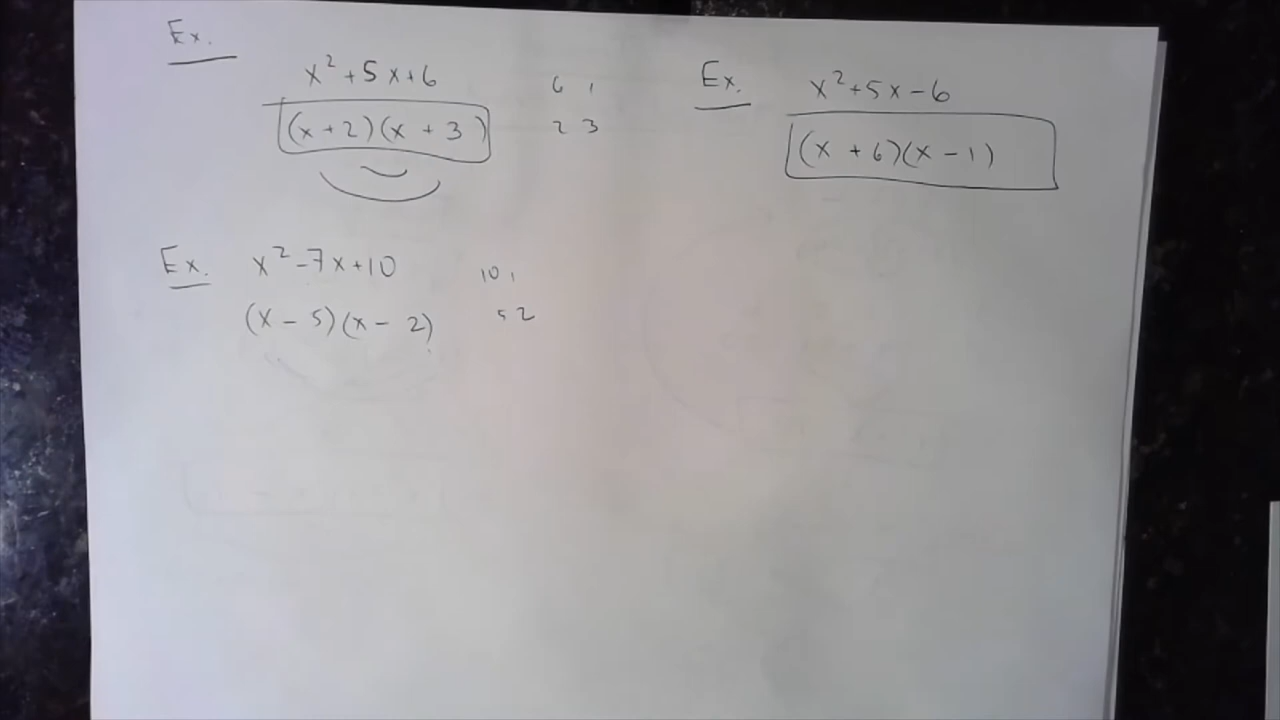 Ex.
x² + 5x + 6
6 1
(x + 2)(x + 3)
2 3
Ex. x² + 5x - 6
(x + 6)(x - 1)
Ex. x² - 7x + 10
10 1
(x - 5)(x - 2)
5 2